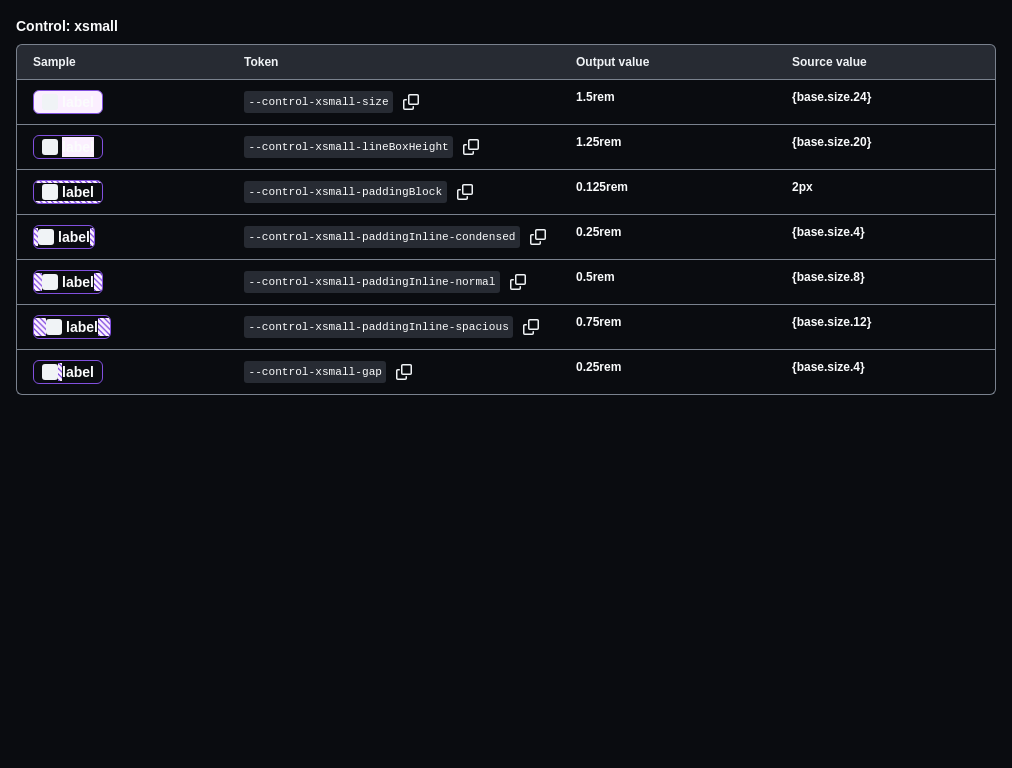 Control: xsmall
Sample Token Output value Source value
label --control-xsmall-size 1.5rem {base.size.24}
label --control-xsmall-lineBoxHeight 1.25rem {base.size.20}
label --control-xsmall-paddingBlock 0.125rem 2px
label --control-xsmall-paddingInline-condensed 0.25rem {base.size.4}
label --control-xsmall-paddingInline-normal 0.5rem {base.size.8}
label --control-xsmall-paddingInline-spacious 0.75rem {base.size.12}
label --control-xsmall-gap 0.25rem {base.size.4}